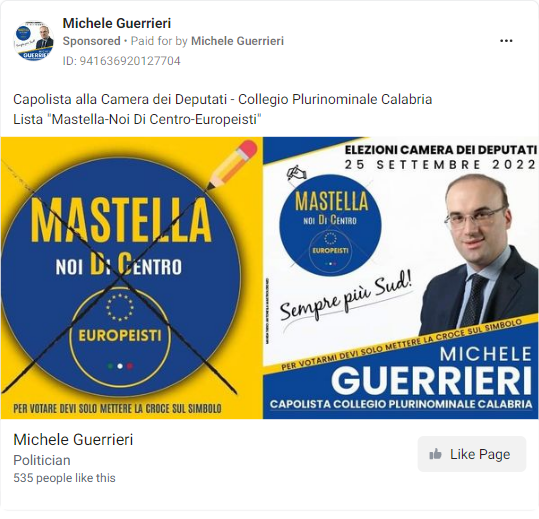 Michele Guerrieri
Sponsored • Paid for by Michele Guerrieri
ID: 941636920127704
Capolista alla Camera dei Deputati - Collegio Plurinominale Calabria
Lista "Mastella-Noi Di Centro-Europeisti"
MASTELLA
NOI DI CENTRO
EUROPEISTI
PER VOTARE DEVI SOLO METTERE LA CROCE SUL SIMBOLO
ELEZIONI CAMERA DEI DEPUTATI
25 SETTEMBRE 2022
MASTELLA
NOI DI CENTRO
EUROPEISTI
Sempre più Sud!
PER VOTARMI DEVI SOLO METTERE LA CROCE SUL SIMBOLO
MICHELE
GUERRIERI
CAPOLISTA COLLEGIO PLURINOMINALE CALABRIA
Michele Guerrieri
Politician
535 people like this
Like Page